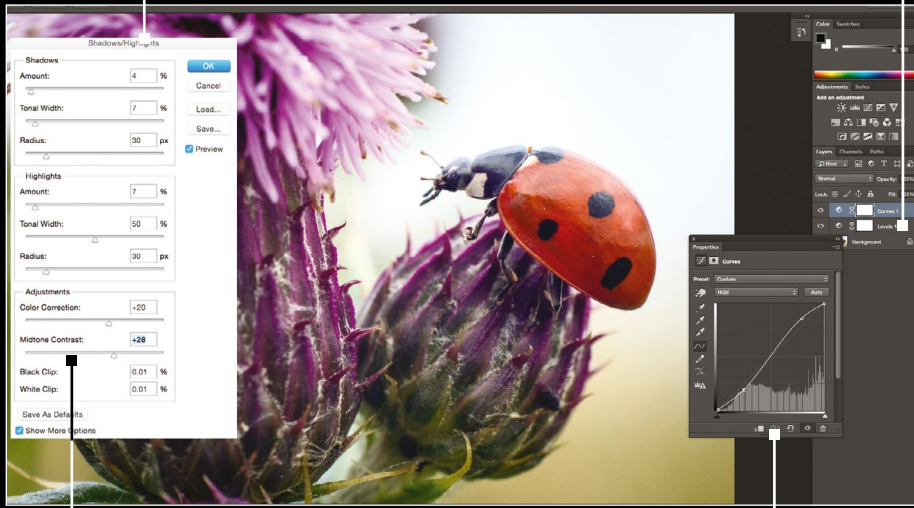 Shadows/Highlights
Shadows
Amount: 4 %
Tonal Width: 7 %
Radius: 30 px
Highlights
Amount: 7 %
Tonal Width: 50 %
Radius: 30 px
Adjustments
Color Correction: +20
Midtone Contrast: +28
Black Clip: 0.01 %
White Clip: 0.01 %
Save As Defaults
Show More Options
OK
Cancel
Load...
Save...
Preview
Color Swatches
K
Adjustments Styles
Add an adjustment
Layers Channels Paths
Kind
Normal Opacity: 100%
Lock: Fill: 100%
Curves 1
Levels 1
Background
Properties
Curves
Preset: Custom
RGB Auto